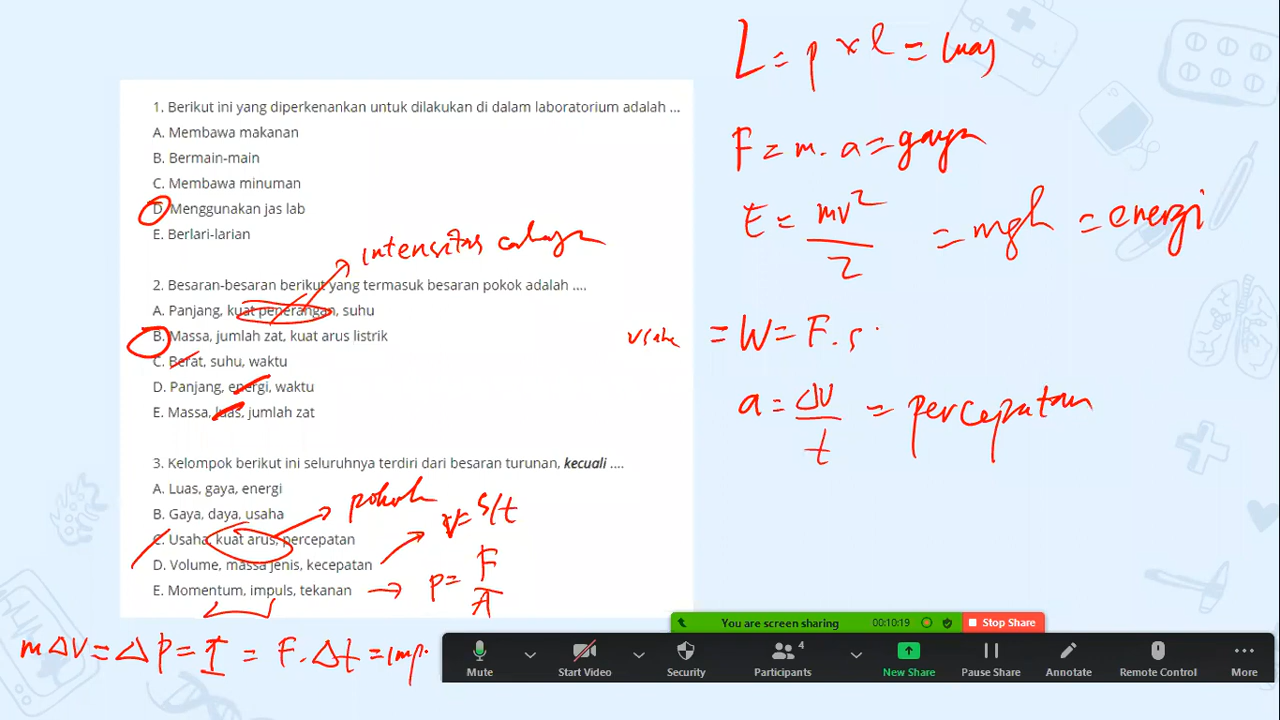 L = p x l = luas
F = m. a = gaya
E = mv²/2 = mgh = energi
usaha = W = F. s
a = Δv/t = percepatan
1. Berikut ini yang diperkenankan untuk dilakukan di dalam laboratorium adalah ...
A. Membawa makanan
B. Bermain-main
C. Membawa minuman
D. Menggunakan jas lab
E. Berlari-larian
intensitas cahaya
2. Besaran-besaran berikut yang termasuk besaran pokok adalah ....
A. Panjang, kuat penerangan, suhu
B. Massa, jumlah zat, kuat arus listrik
C. Berat, suhu, waktu
D. Panjang, energi, waktu
E. Massa, luas, jumlah zat
3. Kelompok berikut ini seluruhnya terdiri dari besaran turunan, kecuali ....
A. Luas, gaya, energi
B. Gaya, daya, usaha
pokok
C. Usaha, kuat arus, percepatan
v = s/t
D. Volume, massa jenis, kecepatan
E. Momentum, impuls, tekanan
p = F/A
m Δv = Δp = I = F. Δt = imp.
You are screen sharing
00:10:19
Stop Share
Mute
Start Video
Security
4
Participants
New Share
Pause Share
Annotate
Remote Control
More